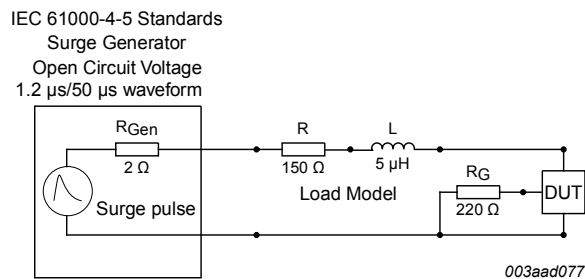 IEC 61000-4-5 Standards
Surge Generator
Open Circuit Voltage
1.2 µs/50 µs waveform
RGen
2 Ω
Surge pulse
R
150 Ω
L
5 µH
Load Model
RG
220 Ω
DUT
003aad077